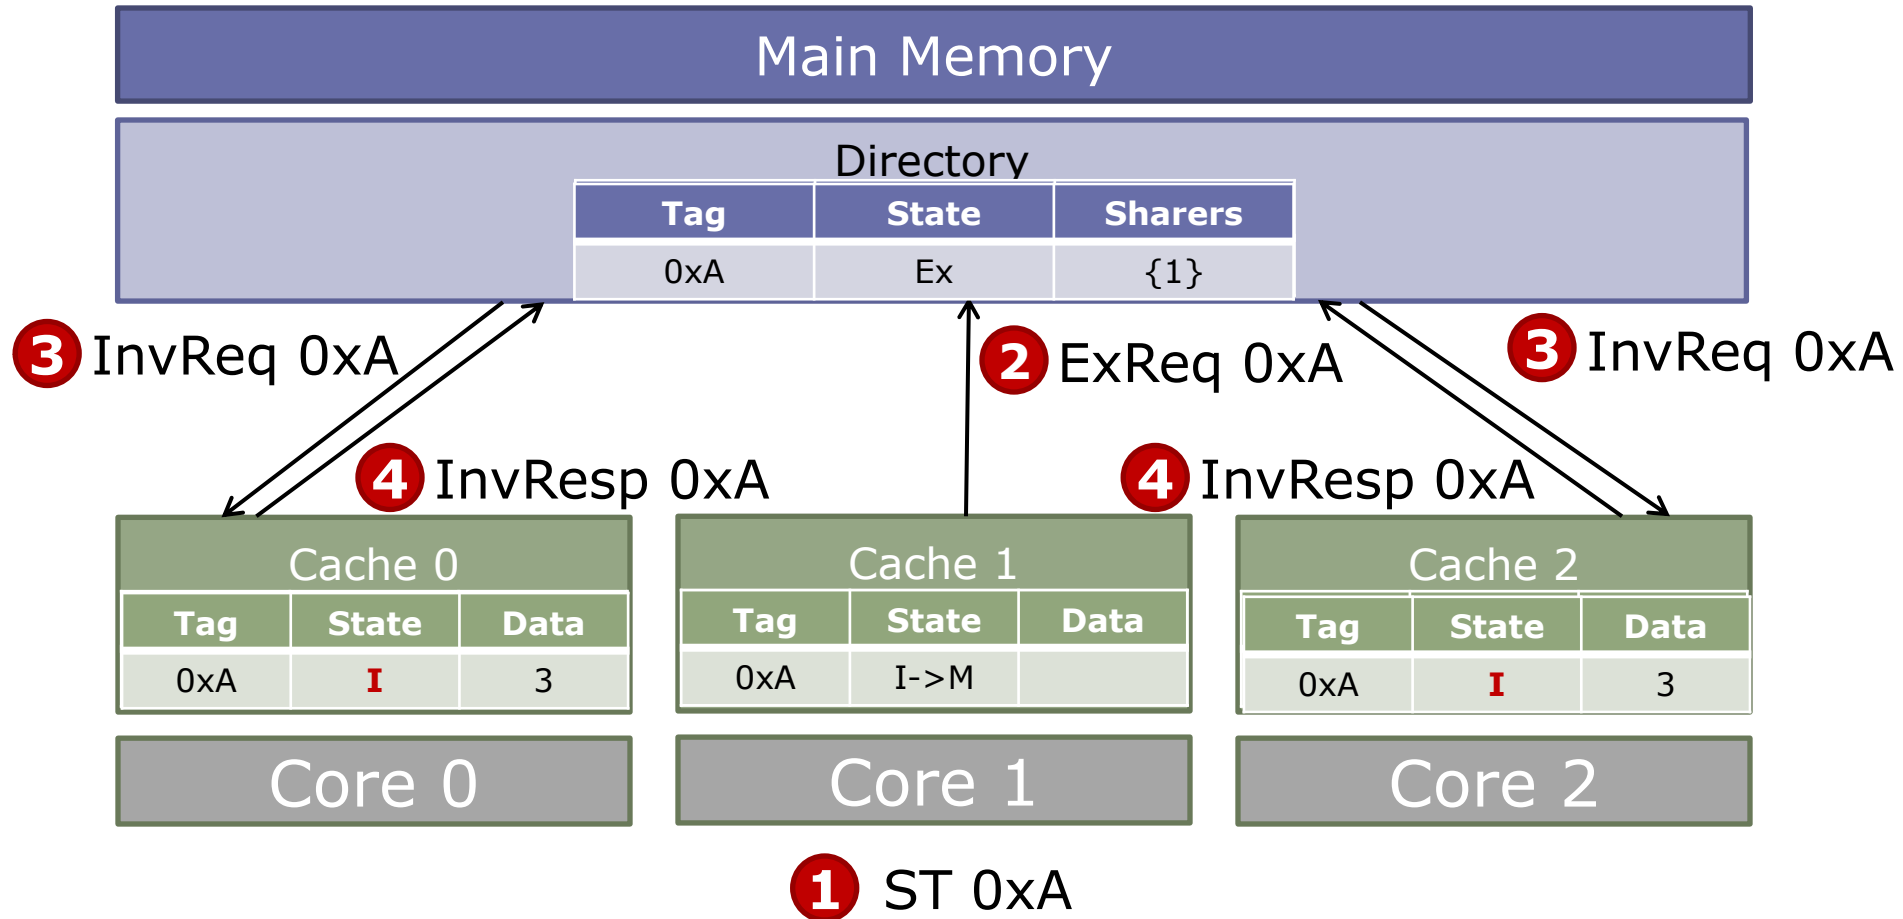 Main Memory
Directory
Tag State Sharers
0xA Ex {1}
3 InvReq 0xA
2 ExReq 0xA
3 InvReq 0xA
4 InvResp 0xA
4 InvResp 0xA
Cache 0
Tag State Data
0xA I 3
Cache 1
Tag State Data
0xA I->M
Cache 2
Tag State Data
0xA I 3
Core 0
Core 1
Core 2
1 ST 0xA